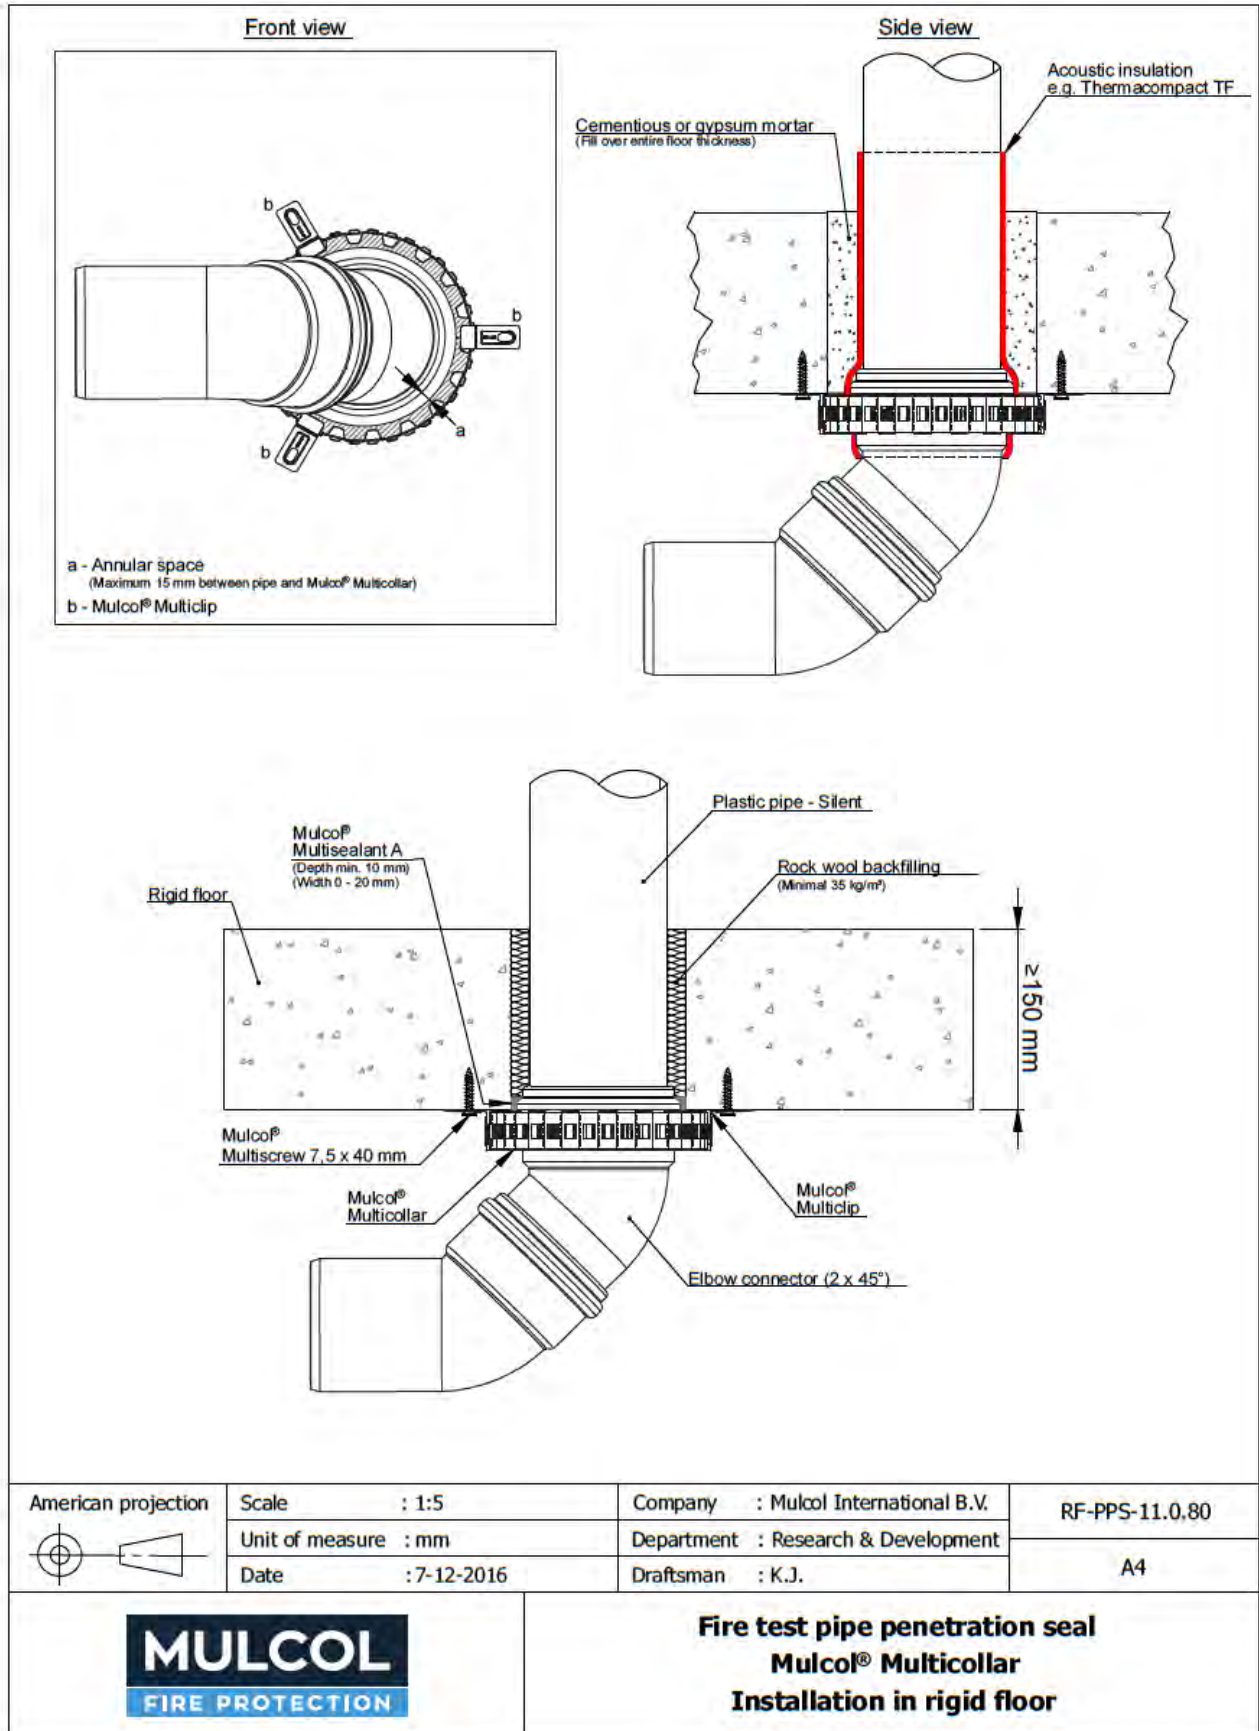 Front view
b
b
b
a
a - Annular space
(Maximum 15 mm between pipe and Mulcol® Multicollar)
b - Mulcol® Multiclip
Side view
Acoustic insulation
e.g. Thermacompact TF
Cementious or gypsum mortar
(Fill over entire floor thickness)
Plastic pipe - Silent
Mulcol®
Multisealant A
(Depth min. 10 mm)
(Width 0 - 20 mm)
Rock wool backfilling
(Minimal 35 kg/m³)
Rigid floor
≥150 mm
Mulcol®
Multiscrew 7,5 x 40 mm
Mulcol®
Multicollar
Mulcol®
Multiclip
Elbow connector (2 x 45°)
American projection
Scale : 1:5
Unit of measure : mm
Date : 7-12-2016
Company : Mulcol International B.V.
Department : Research & Development
Draftsman : K.J.
RF-PPS-11.0.80
A4
MULCOL
FIRE PROTECTION
Fire test pipe penetration seal
Mulcol® Multicollar
Installation in rigid floor